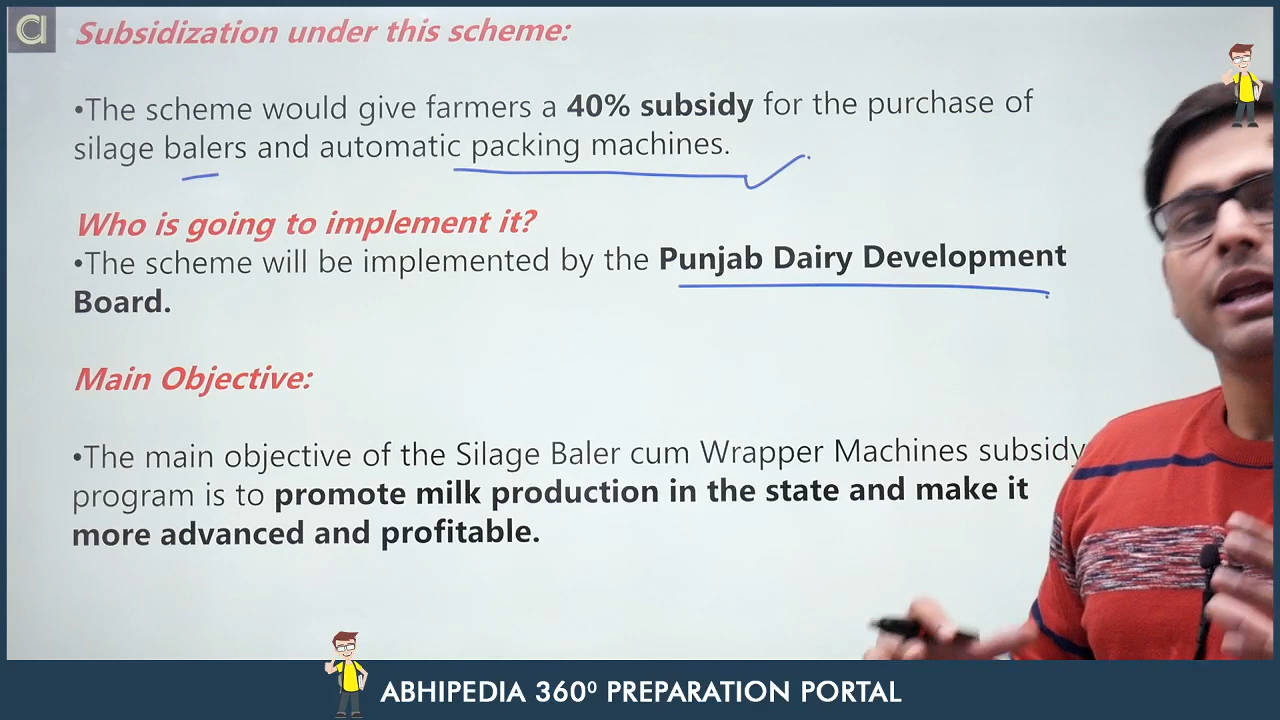 Subsidization under this scheme:
•The scheme would give farmers a 40% subsidy for the purchase of
silage balers and automatic packing machines.
Who is going to implement it?
•The scheme will be implemented by the Punjab Dairy Development
Board.
Main Objective:
•The main objective of the Silage Baler cum Wrapper Machines subsidy
program is to promote milk production in the state and make it
more advanced and profitable.
ABHIPEDIA 360⁰ PREPARATION PORTAL